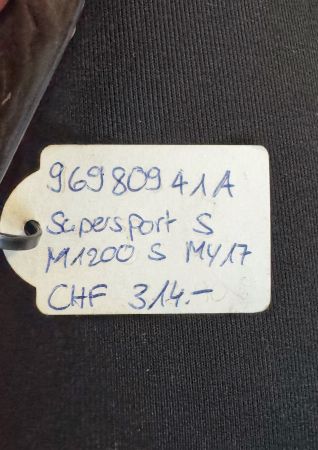 96980941A
Supersport S
M1200 S MY17
CHF 314.-